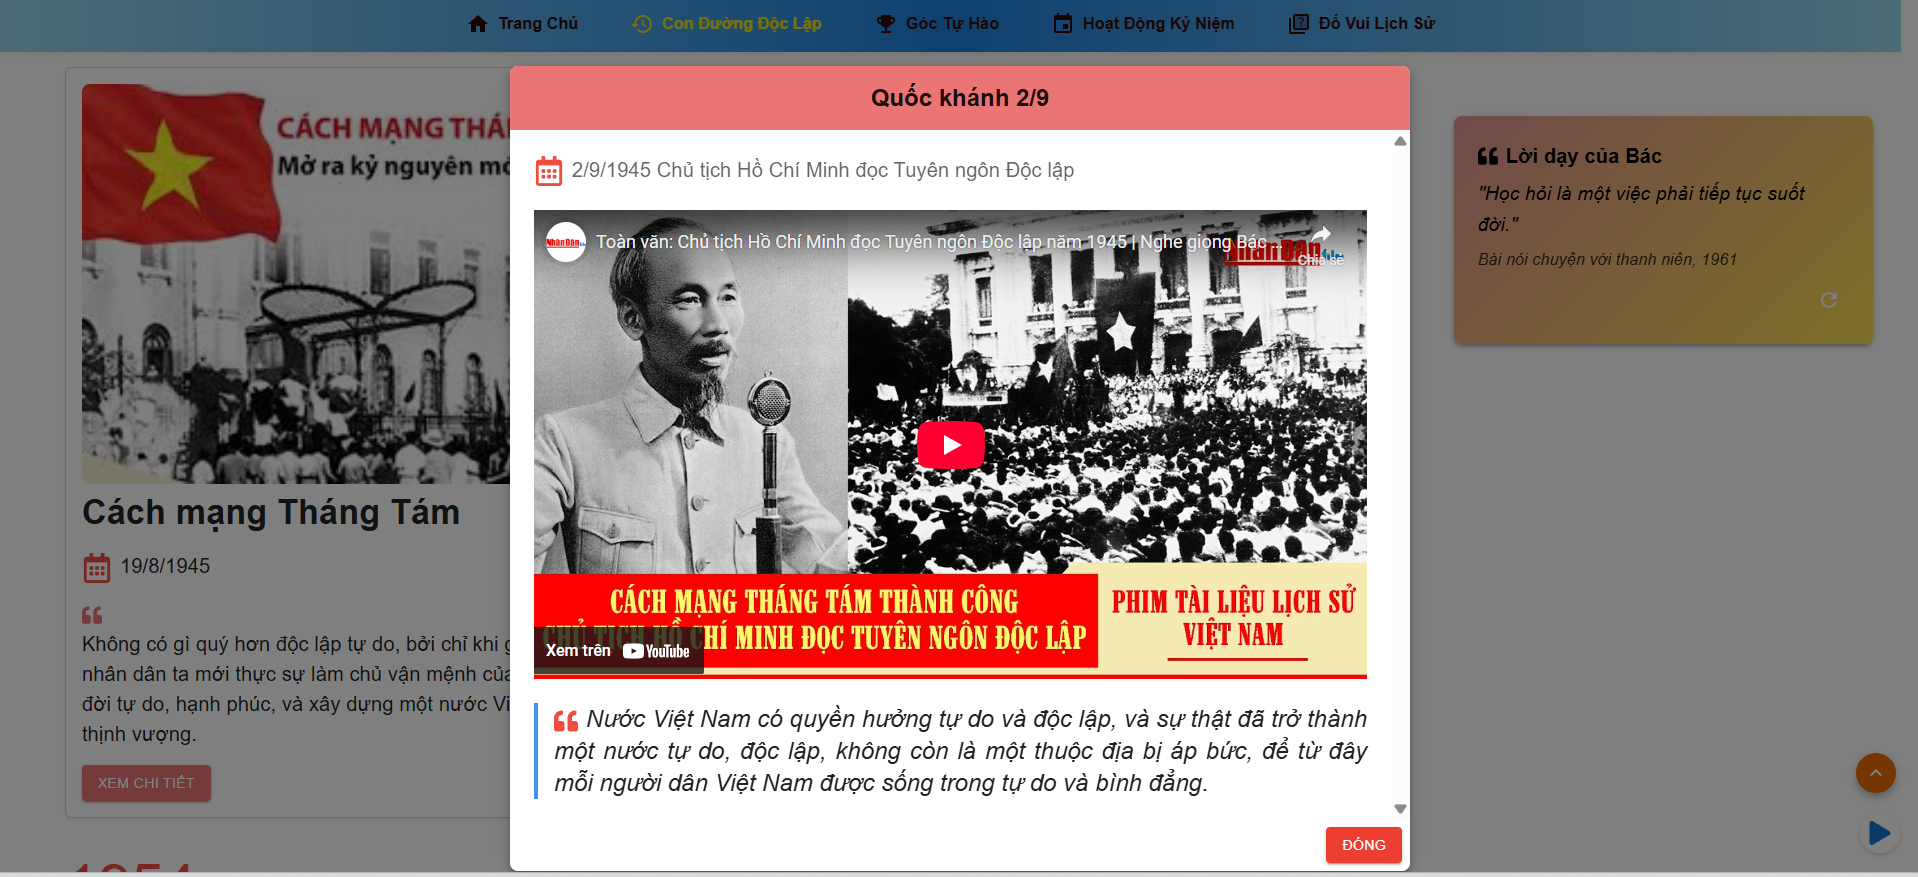 Trang Chủ
Con Đường Độc Lập
Góc Tự Hào
Hoạt Động Kỷ Niệm
Đố Vui Lịch Sử
CÁCH MẠNG THÁN
Mở ra kỷ nguyên mớ
Cách mạng Tháng Tám
19/8/1945
Không có gì quý hơn độc lập tự do, bởi chỉ khi g
nhân dân ta mới thực sự làm chủ vận mệnh củ
đời tự do, hạnh phúc, và xây dựng một nước Vi
thịnh vượng.
XEM CHI TIẾT
Quốc khánh 2/9
2/9/1945 Chủ tịch Hồ Chí Minh đọc Tuyên ngôn Độc lập
NhânDân
Toàn văn: Chủ tịch Hồ Chí Minh đọc Tuyên ngôn Độc lập năm 1945 | Nghe giọng Bác ...
NhânDân
Chia sẻ
CÁCH MẠNG THÁNG TÁM THÀNH CÔNG
CHỦ TỊCH HỒ CHÍ MINH ĐỌC TUYÊN NGÔN ĐỘC LẬP
PHIM TÀI LIỆU LỊCH SỬ
VIỆT NAM
Xem trên YouTube
Nước Việt Nam có quyền hưởng tự do và độc lập, và sự thật đã trở thành
một nước tự do, độc lập, không còn là một thuộc địa bị áp bức, để từ đây
mỗi người dân Việt Nam được sống trong tự do và bình đẳng.
ĐÓNG
Lời dạy của Bác
"Học hỏi là một việc phải tiếp tục suốt
đời."
Bài nói chuyện với thanh niên, 1961
1954